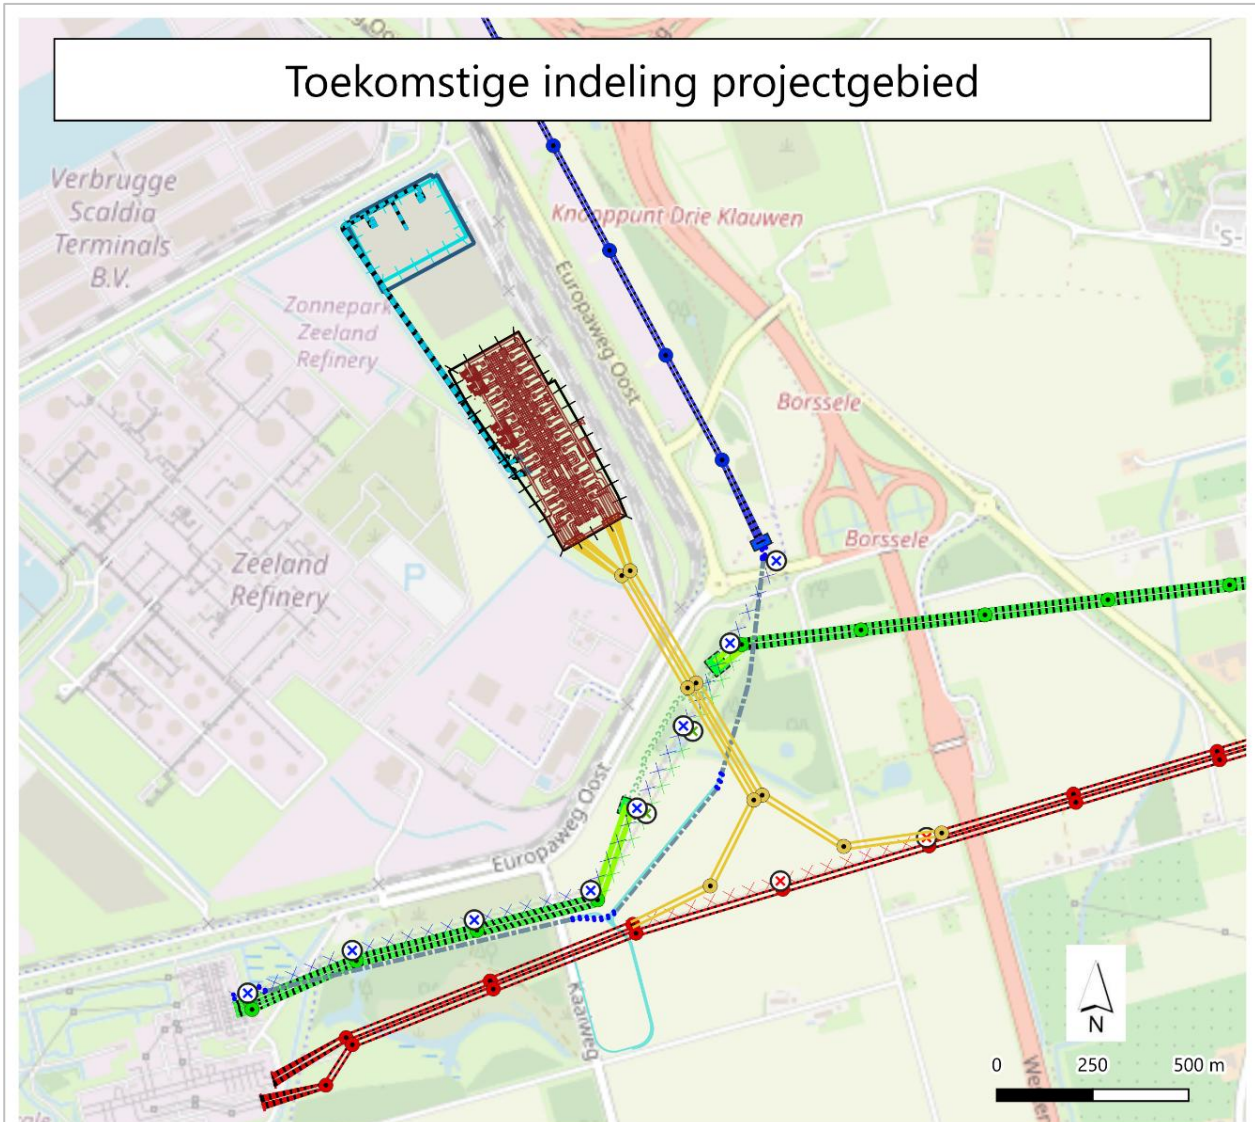 Toekomstige indeling projectgebied
Verbrugge
Scaldia
Terminals
B.V.
Knooppunt Drie Klauwen
'S-
Europaweg Oost
Zonnepark
Zeeland
Refinery
Borssele
Borssele
Zeeland
Refinery
P
Europaweg Oost
Kaaiweg
N
0 250 500 m